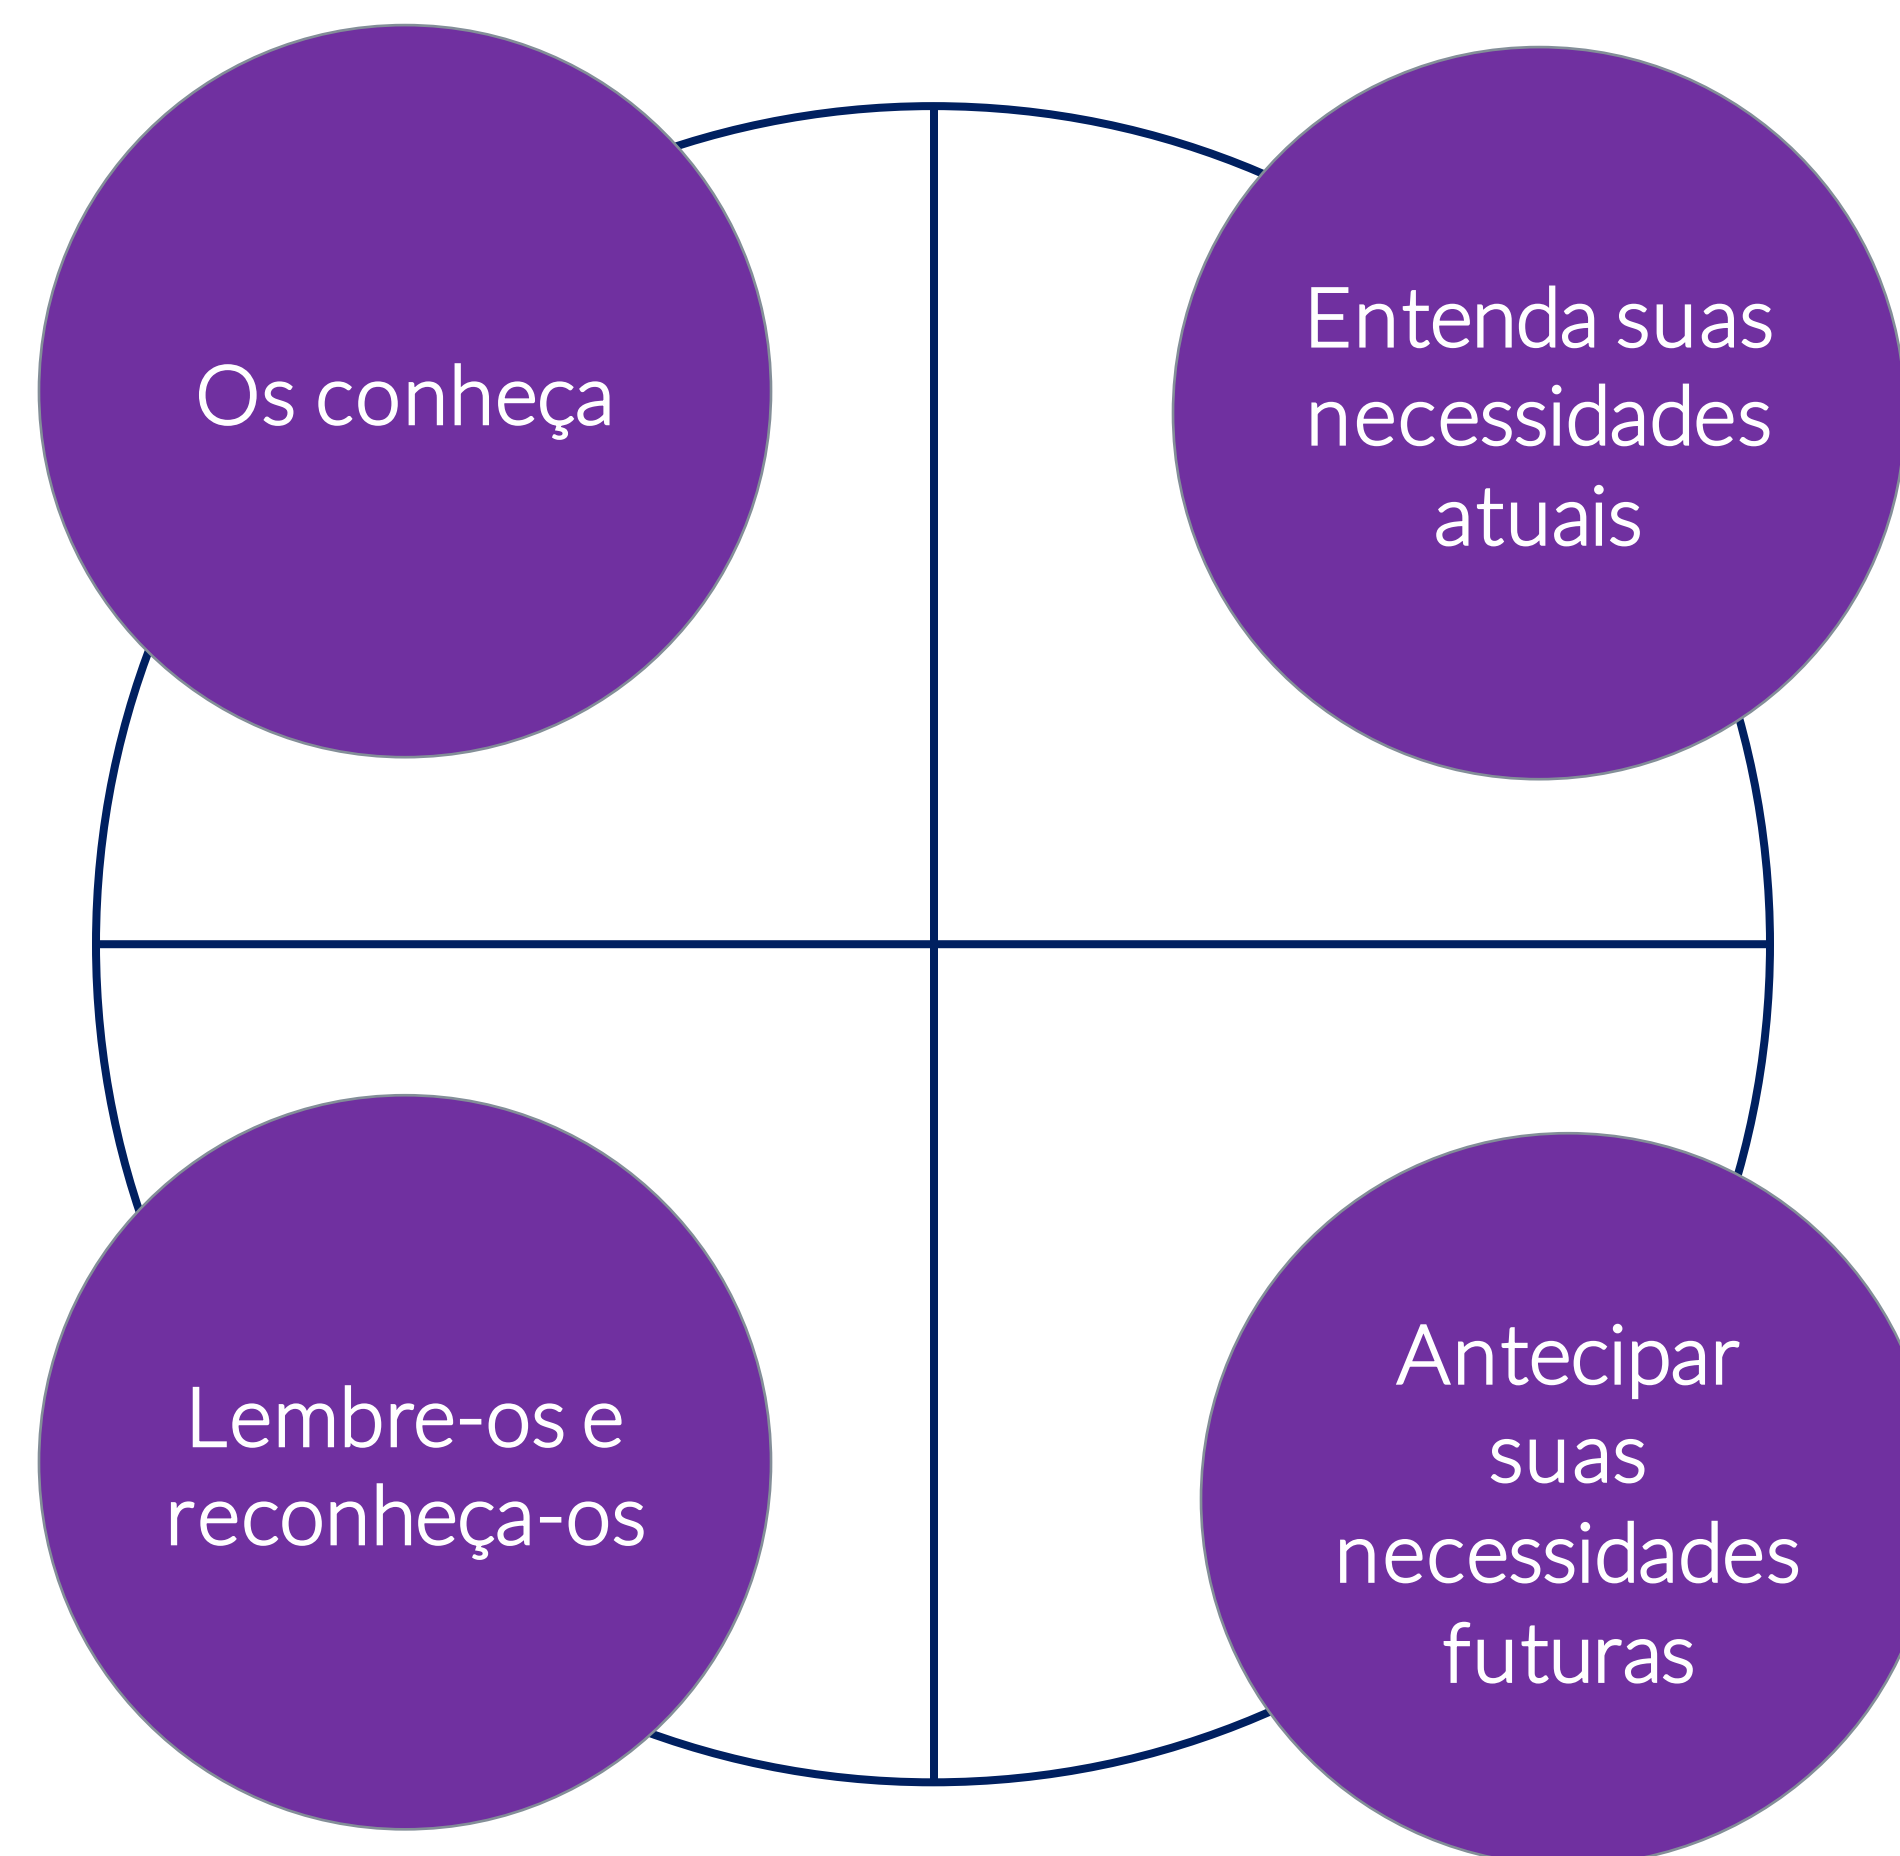 Os conheça
Entenda suas
necessidades
atuais
Lembre-os e
reconheça-os
Antecipar
suas
necessidades
futuras